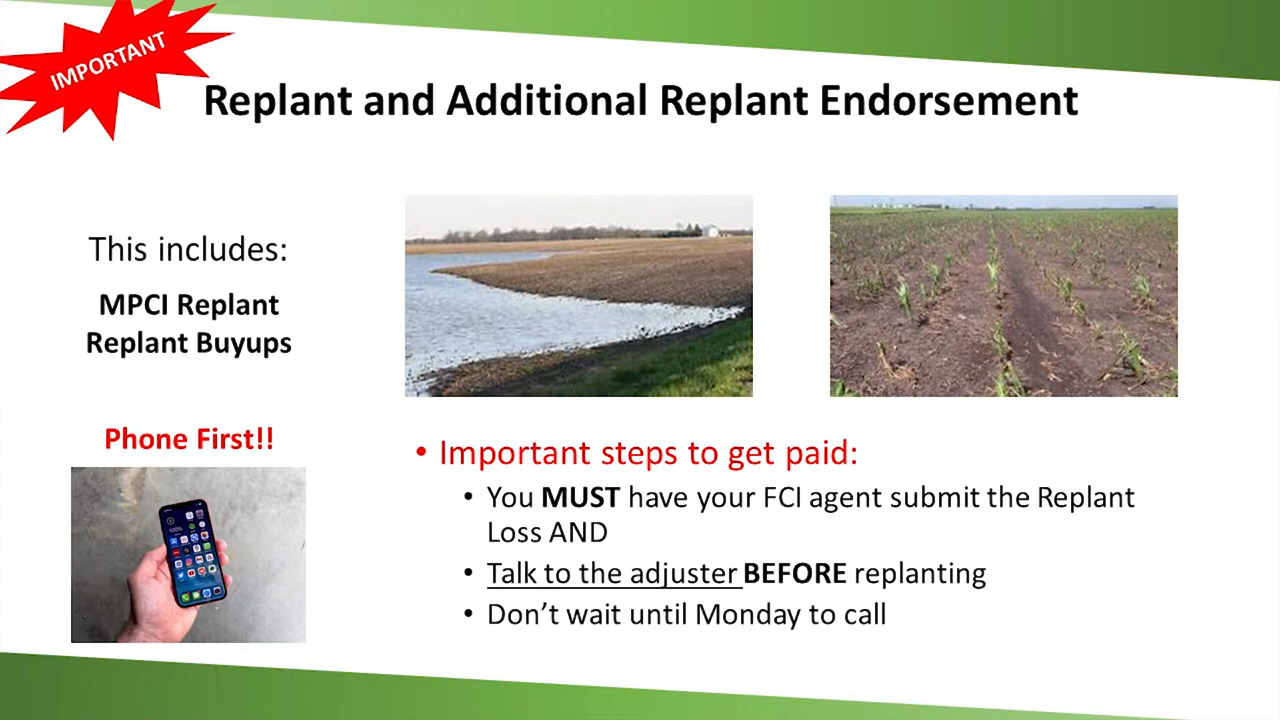 IMPORTANT
Replant and Additional Replant Endorsement
This includes:
MPCI Replant
Replant Buyups
Phone First!!
• Important steps to get paid:
• You MUST have your FCI agent submit the Replant
Loss AND
• Talk to the adjuster BEFORE replanting
• Don’t wait until Monday to call